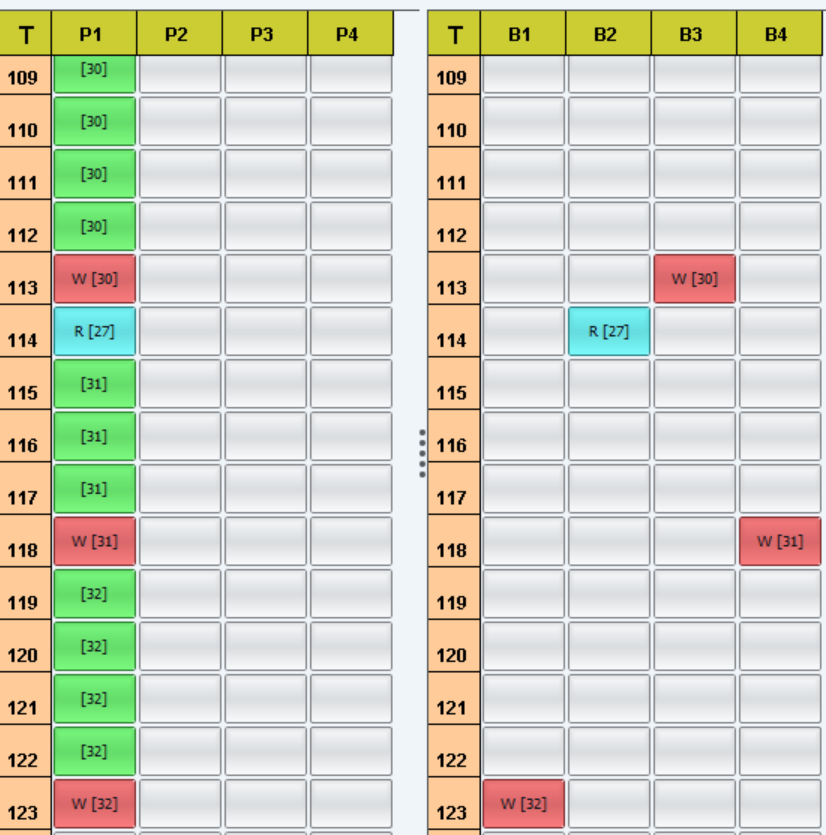 T P1 P2 P3 P4 T B1 B2 B3 B4
109 [30] 109
110 [30] 110
111 [30] 111
112 [30] 112
113 W [30] 113 W [30]
114 R [27] 114 R [27]
115 [31] 115
116 [31] 116
117 [31] 117
118 W [31] 118 W [31]
119 [32] 119
120 [32] 120
121 [32] 121
122 [32] 122
123 W [32] 123 W [32]